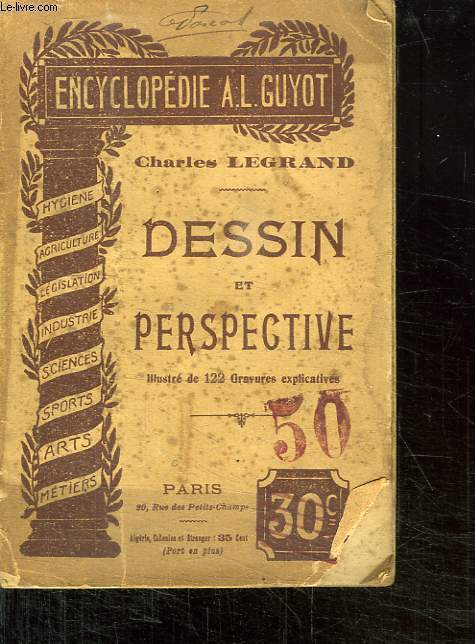 Le-livre.com
ENCYCLOPÉDIE A.L. GUYOT
Charles LEGRAND
HYGIÈNE
AGRICULTURE
LÉGISLATION
INDUSTRIE
SCIENCES
SPORTS
ARTS
MÉTIERS
DESSIN
ET
PERSPECTIVE
Illustré de 122 Gravures explicatives
50
PARIS
20, Rue des Petits-Champs
30c
Algérie, Colonies et Etranger : 35 Cent
(Port en plus)